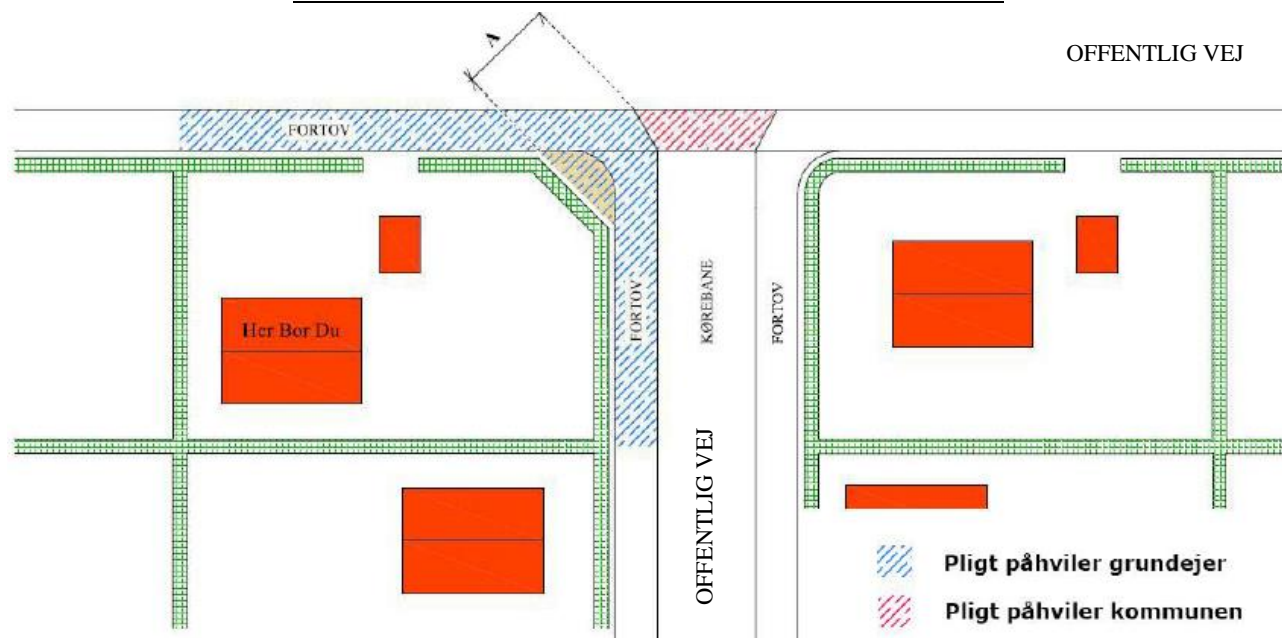 A
OFFENTLIG VEJ
FORTOV
Her Bor Du
FORTOV
KØREBANE
FORTOV
OFFENTLIG VEJ
Pligt påhviler grundejer
Pligt påhviler kommunen